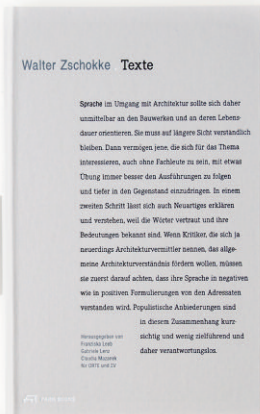 Walter Zschokke Texte
Sprache im Umgang mit Architektur sollte sich daher
unmittelbar an den Bauwerken und an deren Lebens-
dauer orientieren. Sie muss auf längere Sicht verständlich
bleiben. Dann vermögen jene, die sich für das Thema
interessieren, auch ohne Fachleute zu sein, mit etwas
Übung immer besser den Ausführungen zu folgen
und tiefer in den Gegenstand einzudringen. In einem
zweiten Schritt lässt sich auch Neuartiges erklären
und verstehen, weil die Wörter vertraut und ihre
Bedeutungen bekannt sind. Wenn Kritiker, die sich ja
neuerdings Architekturvermittler nennen, das allge-
meine Architekturverständnis fördern wollen, müssen
sie zuerst darauf achten, dass ihre Sprache in negativen
wie in positiven Formulierungen von den Adressaten
verstanden wird. Populistische Anbiederungen sind
in diesem Zusammenhang kurz-
sichtig und wenig zielführend und
daher verantwortungslos.
Herausgegeben von
Franziska Leeb
Gabriele Lenz
Claudia Mazanek
für ORTE und ZV
PARK BOOKS